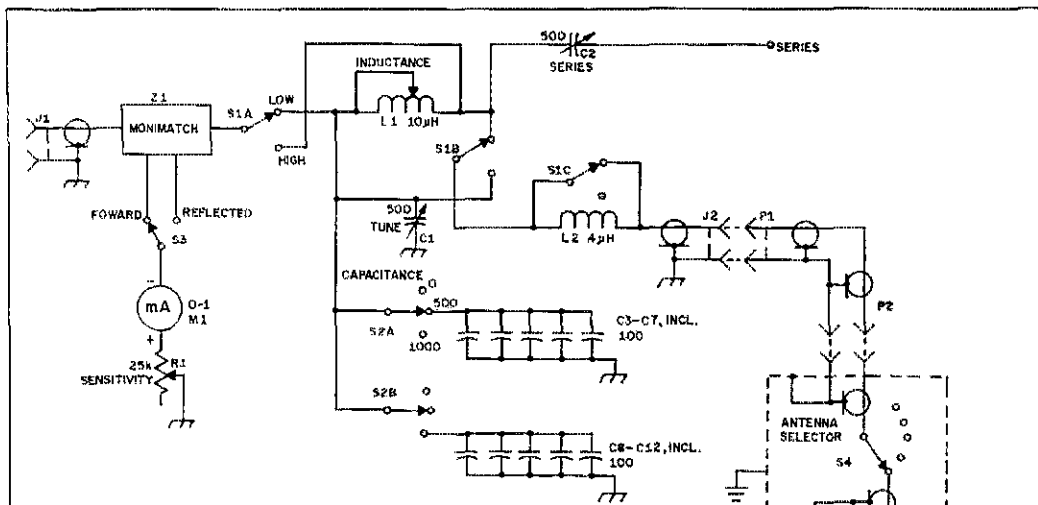 500
C2
SERIES
SERIES
INDUCTANCE
L1 10µH
Z1
MONIMATCH
J1
S1A
LOW
HIGH
S1B
S1C
L2 4µH
J2
P1
P2
FOWARD
REFLECTED
S3
500
TUNE
C1
CAPACITANCE
500
S2A
1000
C3-C7, INCL.
100
mA
0-1
M1
+
25k
R1
SENSITIVITY
S2B
C8-C12, INCL.
100
ANTENNA
SELECTOR
S4